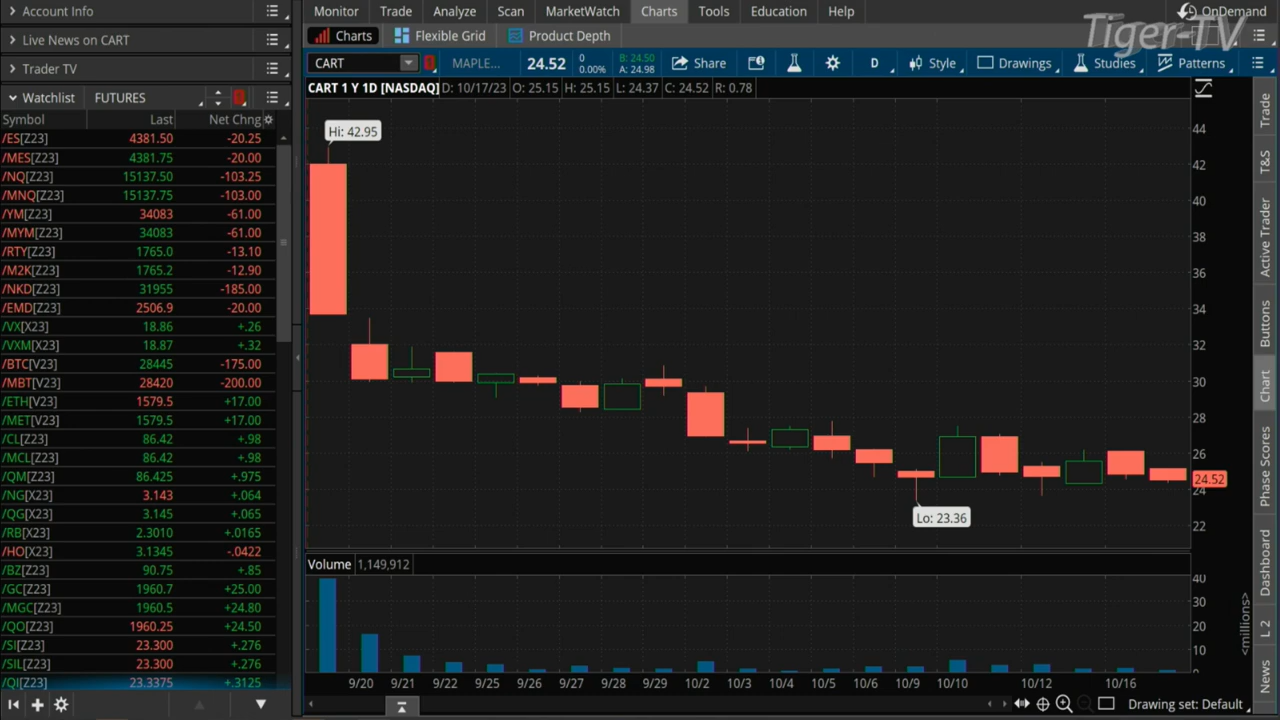 Account Info
Live News on CART
Trader TV
Watchlist FUTURES
Symbol Last Net Chng
/ES[Z23] 4381.50 -20.25
/MES[Z23] 4381.75 -20.00
/NQ[Z23] 15137.50 -103.25
/MNQ[Z23] 15137.75 -103.00
/YM[Z23] 34083 -61.00
/MYM[Z23] 34083 -61.00
/RTY[Z23] 1765.0 -13.10
/M2K[Z23] 1765.2 -12.90
/NKD[Z23] 31955 -185.00
/EMD[Z23] 2506.9 -20.00
/VX[X23] 18.86 +.26
/VXM[X23] 18.87 +.32
/BTC[V23] 28445 -175.00
/MBT[V23] 28420 -200.00
/ETH[V23] 1579.5 +17.00
/MET[V23] 1579.5 +17.00
/CL[Z23] 86.42 +.98
/MCL[Z23] 86.42 +.98
/QM[Z23] 86.425 +.975
/NG[X23] 3.143 +.064
/QG[X23] 3.145 +.065
/RB[X23] 2.3010 +.0165
/HO[X23] 3.1345 -.0422
/BZ[Z23] 90.75 +.85
/GC[Z23] 1960.7 +25.00
/MGC[Z23] 1960.5 +24.80
/QO[Z23] 1960.25 +24.50
/SI[Z23] 23.300 +.276
/SIL[Z23] 23.300 +.276
/QI[Z23] 23.3375 +.3125
Monitor Trade Analyze Scan MarketWatch Charts Tools Education Help OnDemand
Tiger-TV
Charts Flexible Grid Product Depth
CART MAPLE... 24.52 0 0.00% B: 24.50 A: 24.98 Share D Style Drawings Studies Patterns
CART 1 Y 1D [NASDAQ] D: 10/17/23 O: 25.15 H: 25.15 L: 24.37 C: 24.52 R: 0.78
Hi: 42.95
44
42
40
38
36
34
32
30
28
26
24.52
24
22
Lo: 23.36
Volume 1,149,912
40
30
20
10
<millions>
9/20 9/21 9/22 9/25 9/26 9/27 9/28 9/29 10/2 10/3 10/4 10/5 10/6 10/9 10/10 10/12 10/16
Drawing set: Default
Trade
T&S
Active Trader
Buttons
Chart
Phase Scores
Dashboard
L2
News